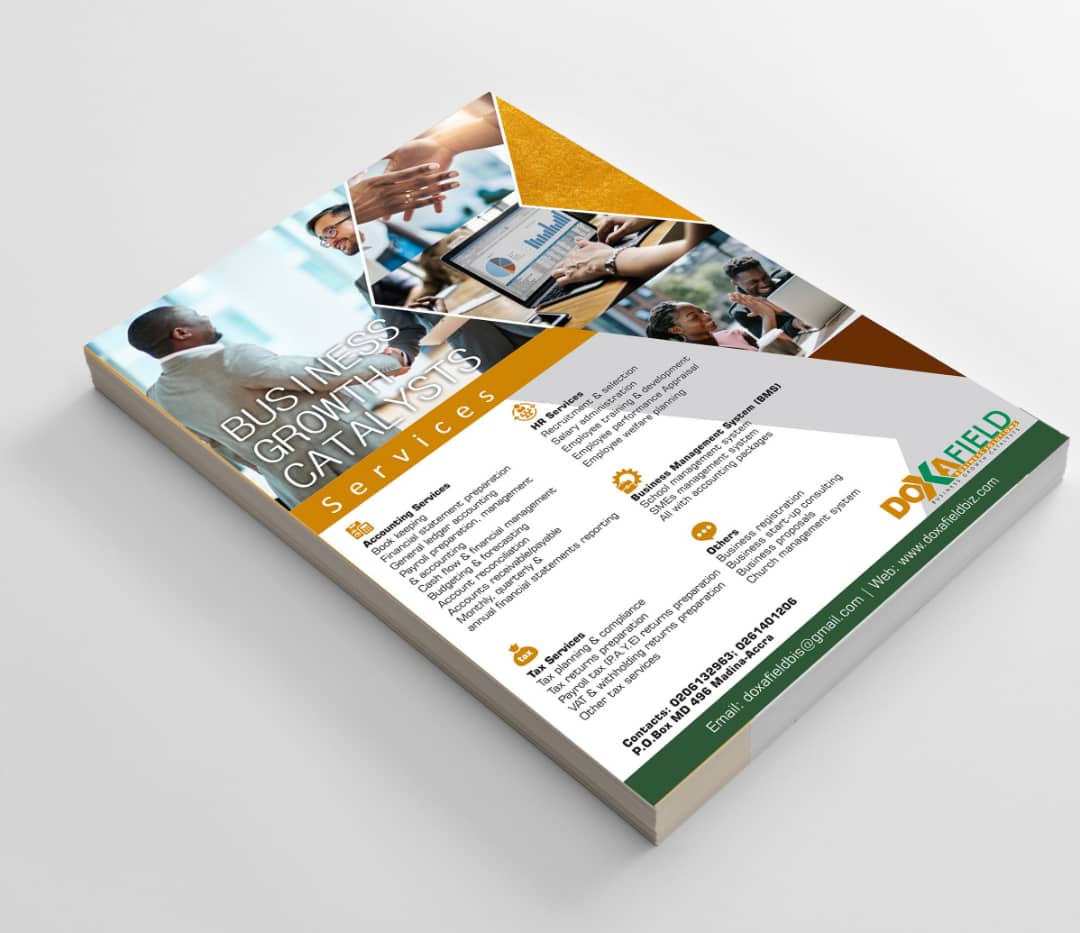 BUSINESS
GROWTH
CATALYSTS
Services
Accounting Services
Book keeping
Financial statement preparation
General ledger accounting
Payroll preparation, management
& accounting
Cash flow & financial management
Budgeting & forecasting
Account reconciliation
Accounts receivable/payable
Monthly, quarterly &
annual financial statements reporting
tax
Tax Services
Tax planning & compliance
Tax returns preparation
Payroll tax (P.A.Y.E) returns preparation
VAT & withholding returns preparation
Other tax services
HR Services
Recruitment & selection
Salary administration
Employee training & development
Employee performance Appraisal
Employee welfare planning
Business Management System (BMS)
School management system
SMEs management system
All with accounting packages
Others
Business registration
Business start-up consulting
Business proposals
Church management system
Contacts: 0206132963; 0261401206
P.O.Box MD 496 Madina-Accra
DOXAFIELD
BUSINESS GROWTH CATALYSTS
Email: doxafieldbis@gmail.com | Web: www.doxafieldbiz.com